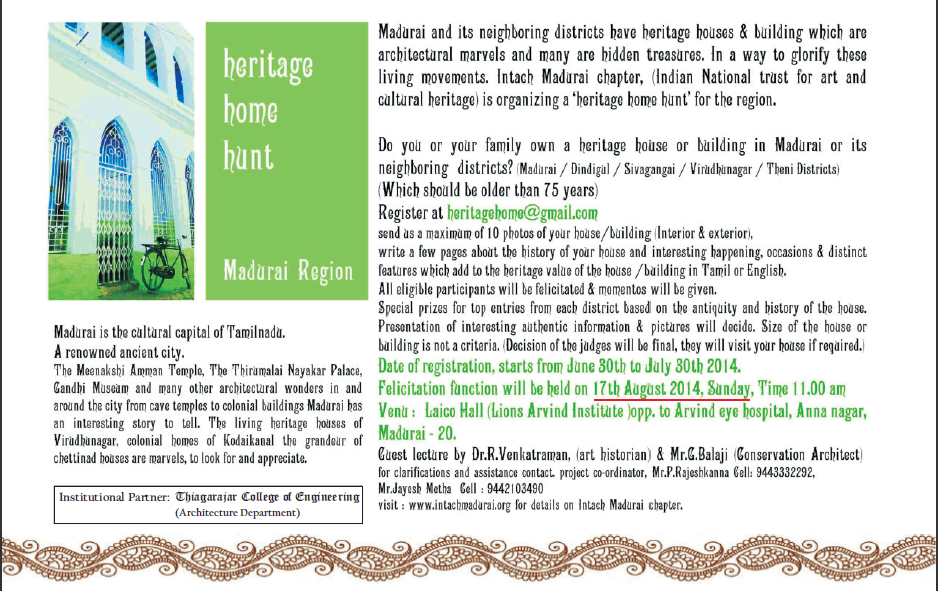 heritage
home
hunt
Madurai Region
Madurai is the cultural capital of Tamilnadu.
A renowned ancient city.
The Meenakshi Amman Temple, The Thirumalai Nayakar Palace,
Gandhi Museum and many other architectural wonders in and
around the city from cave temples to colonial buildings Madurai has
an interesting story to tell. The living heritage houses of
Virudhunagar, colonial homes of Kodaikanal the grandeur of
chettinad houses are marvels, to look for and appreciate.
Institutional Partner: Thiagarajar College of Engineering
(Architecture Department)
Madurai and its neighboring districts have heritage houses & building which are
architectural marvels and many are hidden treasures. In a way to glorify these
living movements. Intach Madurai chapter, (Indian National trust for art and
cultural heritage) is organizing a 'heritage home hunt' for the region.
Do you or your family own a heritage house or building in Madurai or its
neighboring districts? (Madurai / Dindigul / Sivagangai / Virudhunagar / Theni Districts)
(Which should be older than 75 years)
Register at heritagehome@gmail.com
send us a maximum of 10 photos of your house/building (Interior & exterior),
write a few pages about the history of your house and interesting happening, occasions & distinct
features which add to the heritage value of the house /building in Tamil or English.
All eligible participants will be felicitated & momentos will be given.
Special prizes for top entries from each district based on the antiquity and history of the house.
Presentation of interesting authentic information & pictures will decide. Size of the house or
building is not a criteria. (Decision of the judges will be final, they will visit your house if required.)
Date of registration, starts from June 30th to July 30th 2014.
Felicitation function will be held on 17th August 2014, Sunday, Time 11.00 am
Venu : Laico Hall (Lions Arvind Institute )opp. to Arvind eye hospital, Anna nagar,
Madurai - 20.
Guest lecture by Dr.R.Venkatraman, (art historian) & Mr.G.Balaji (Conservation Architect)
for clarifications and assistance contact. project co-ordinator, Mr.P.Rajeshkanna Cell: 9443332292,
Mr.Jayesh Metha Cell : 9442103490
visit : www.intachmadurai.org for details on Intach Madurai chapter.